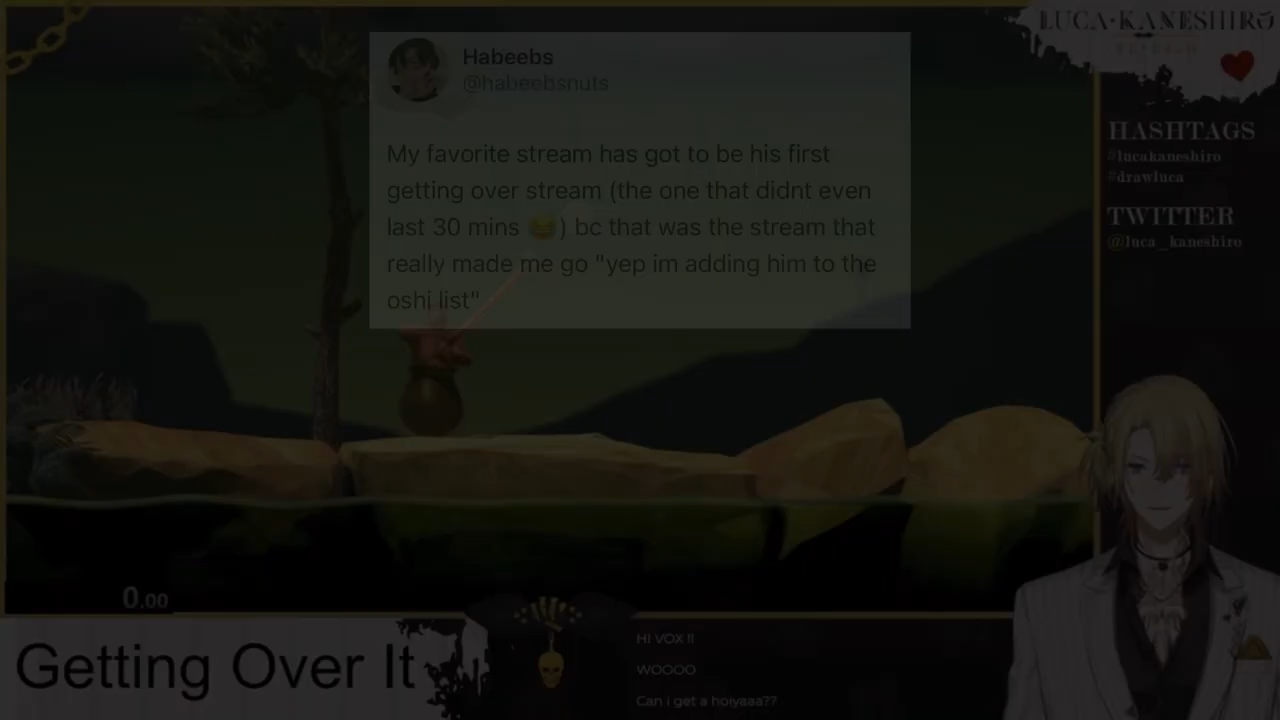 LUCA·KANESHIRO
Habeebs
@habeebsnuts
My favorite stream has got to be his first
getting over stream (the one that didnt even
last 30 mins 😂) bc that was the stream that
really made me go "yep im adding him to the
oshi list"
HASHTAGS
#lucakaneshiro
#drawluca
TWITTER
@luca_kaneshiro
0.00
Getting Over It
HI VOX !!
WOOOO
Can i get a hoiyaaa??